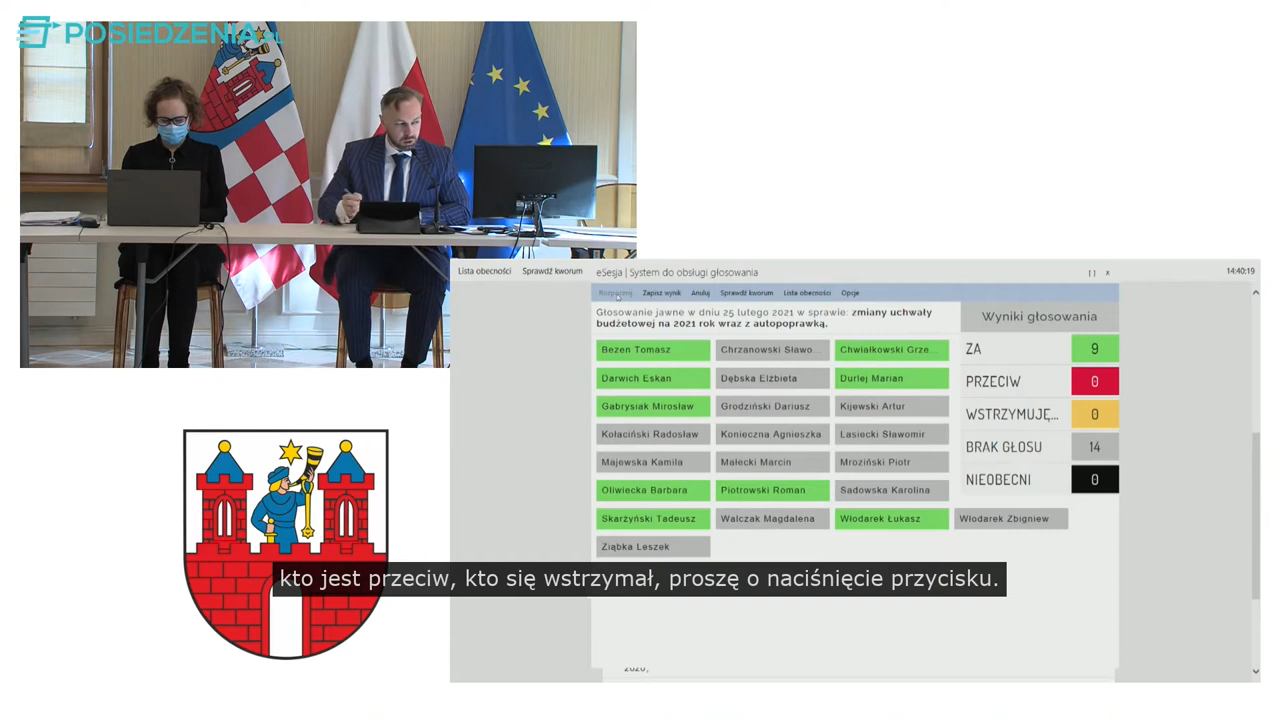 POSIEDZENIA.PL
Lista obecności Sprawdź kworum eSesja | System do obsługi głosowania 14:40:19
Rozpocznij Zapisz wynik Anuluj Sprawdź kworum Lista obecności Opcje
Głosowanie jawne w dniu 25 lutego 2021 w sprawie: zmiany uchwały
budżetowej na 2021 rok wraz z autopoprawką.
Wyniki głosowania
Bezen Tomasz Chrzanowski Sławo... Chwiałkowski Grze...
ZA 9
Darwich Eskan Dębska Elżbieta Durlej Marian
PRZECIW 0
Gabrysiak Mirosław Grodziński Dariusz Kijewski Artur
WSTRZYMUJĘ... 0
Kołaciński Radosław Konieczna Agnieszka Lasiecki Sławomir
BRAK GŁOSU 14
Majewska Kamila Małecki Marcin Mroziński Piotr
NIEOBECNI 0
Oliwiecka Barbara Piotrowski Roman Sadowska Karolina
Skarżyński Tadeusz Walczak Magdalena Włodarek Łukasz Włodarek Zbigniew
Ziąbka Leszek
kto jest przeciw, kto się wstrzymał, proszę o naciśnięcie przycisku.
2020,